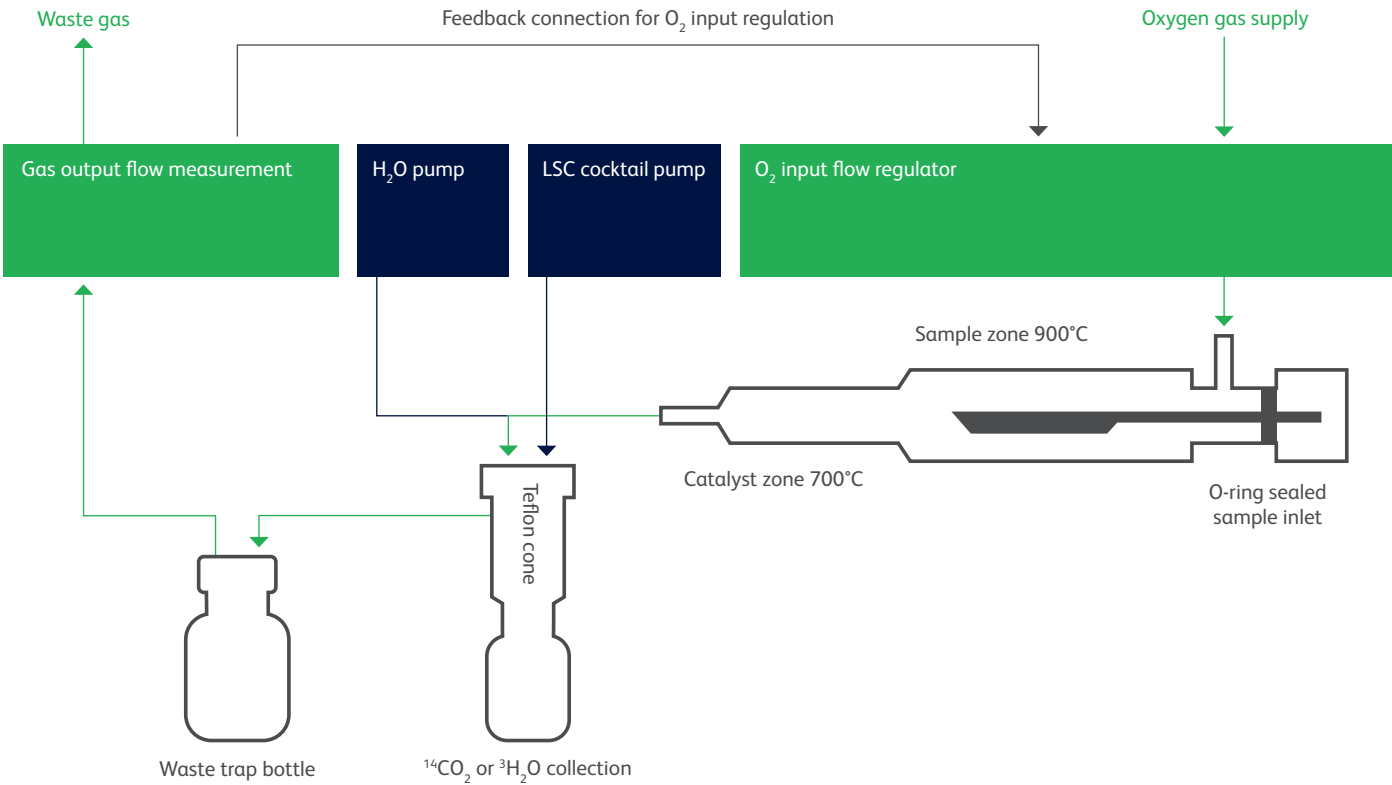 Waste gas
Feedback connection for O₂ input regulation
Oxygen gas supply
Gas output flow measurement
H₂O pump
LSC cocktail pump
O₂ input flow regulator
Sample zone 900°C
Catalyst zone 700°C
O-ring sealed
sample inlet
Teflon cone
Waste trap bottle
¹⁴CO₂ or ³H₂O collection